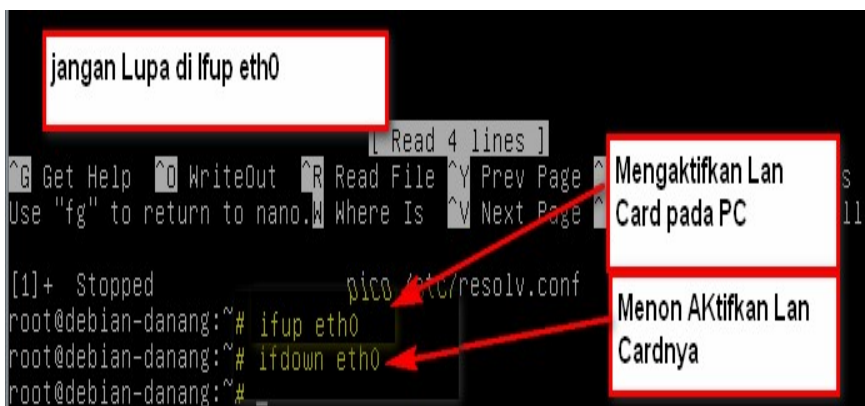 jangan Lupa di Ifup eth0
[ Read 4 lines ]
^G Get Help ^O WriteOut ^R Read File ^Y Prev Page ^
Use "fg" to return to nano.W Where Is ^V Next Page ^
Mengaktifkan Lan
Card pada PC
[1]+ Stopped pico /etc/resolv.conf
root@debian-danang:~# ifup eth0
root@debian-danang:~# ifdown eth0
root@debian-danang:~#
Menon AKtifkan Lan
Cardnya